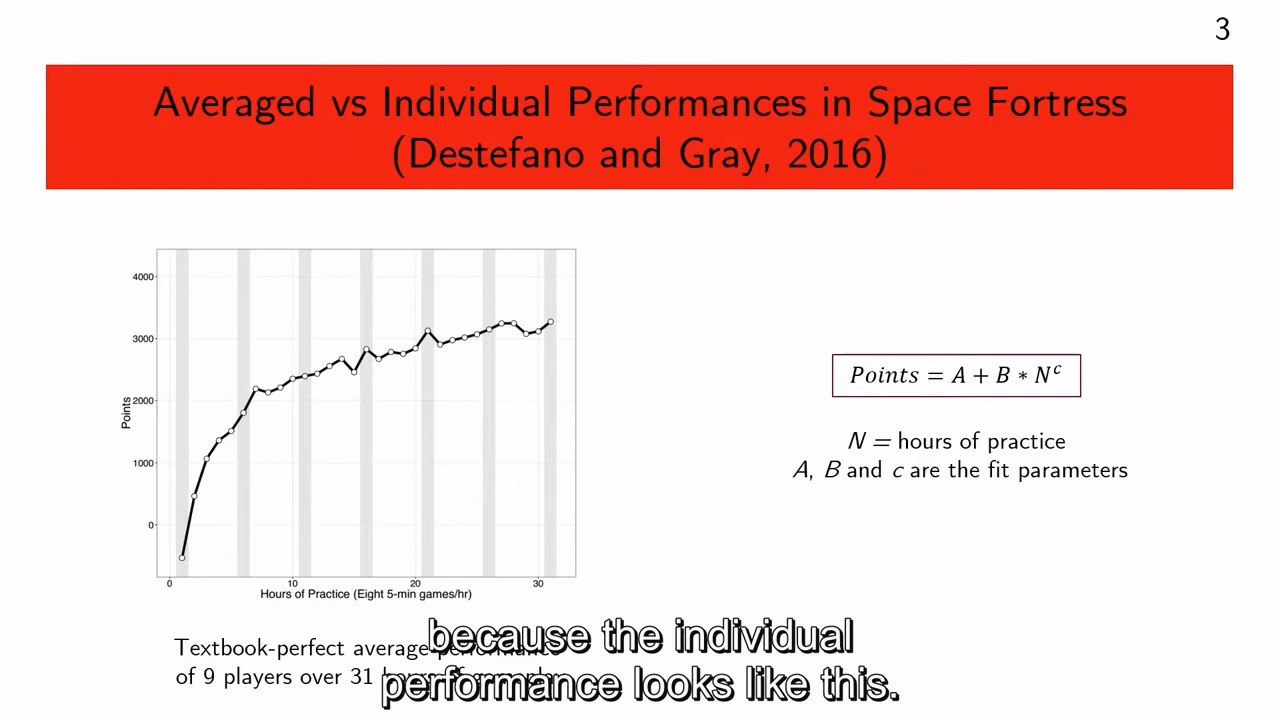 3
Averaged vs Individual Performances in Space Fortress
(Destefano and Gray, 2016)
4000
3000
2000
1000
0
Points
0 10 20 30
Hours of Practice (Eight 5-min games/hr)
Points = A + B ∗ N^c
N = hours of practice
A, B and c are the fit parameters
Textbook-perfect average
of 9 players over 31
because the individual
performance looks like this.